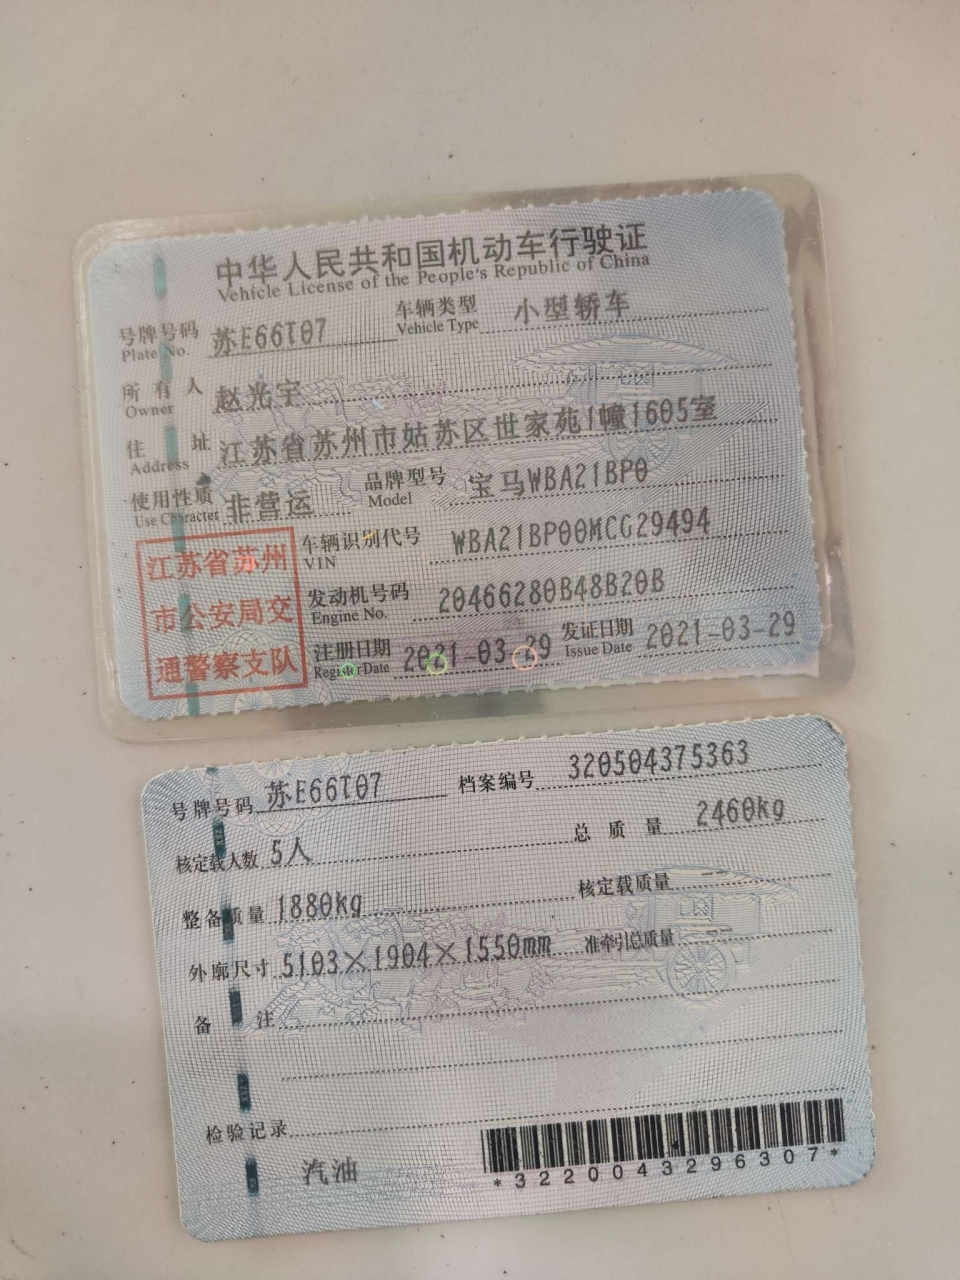 中华人民共和国机动车行驶证
Vehicle License of the People's Republic of China
号牌号码 Plate No. 苏E66T07 车辆类型 Vehicle Type 小型轿车
所有人 Owner 赵光宇
住址 Address 江苏省苏州市姑苏区世家苑1幢1605室
使用性质 Use Character 非营运 品牌型号 Model 宝马WBA21BP0
江苏省苏州
市公安局交
通警察支队
车辆识别代号 VIN WBA21BP00MCG29494
发动机号码 Engine No. 20466280B48B20B
注册日期 Register Date 2021-03-29 发证日期 Issue Date 2021-03-29
号牌号码 苏E66T07 档案编号 320504375363
核定载人数 5人 总质量 2460kg
整备质量 1880kg 核定载质量 --
外廓尺寸 5103×1904×1550mm 准牵引总质量 --
备注
检验记录
汽油
*3220043296307*